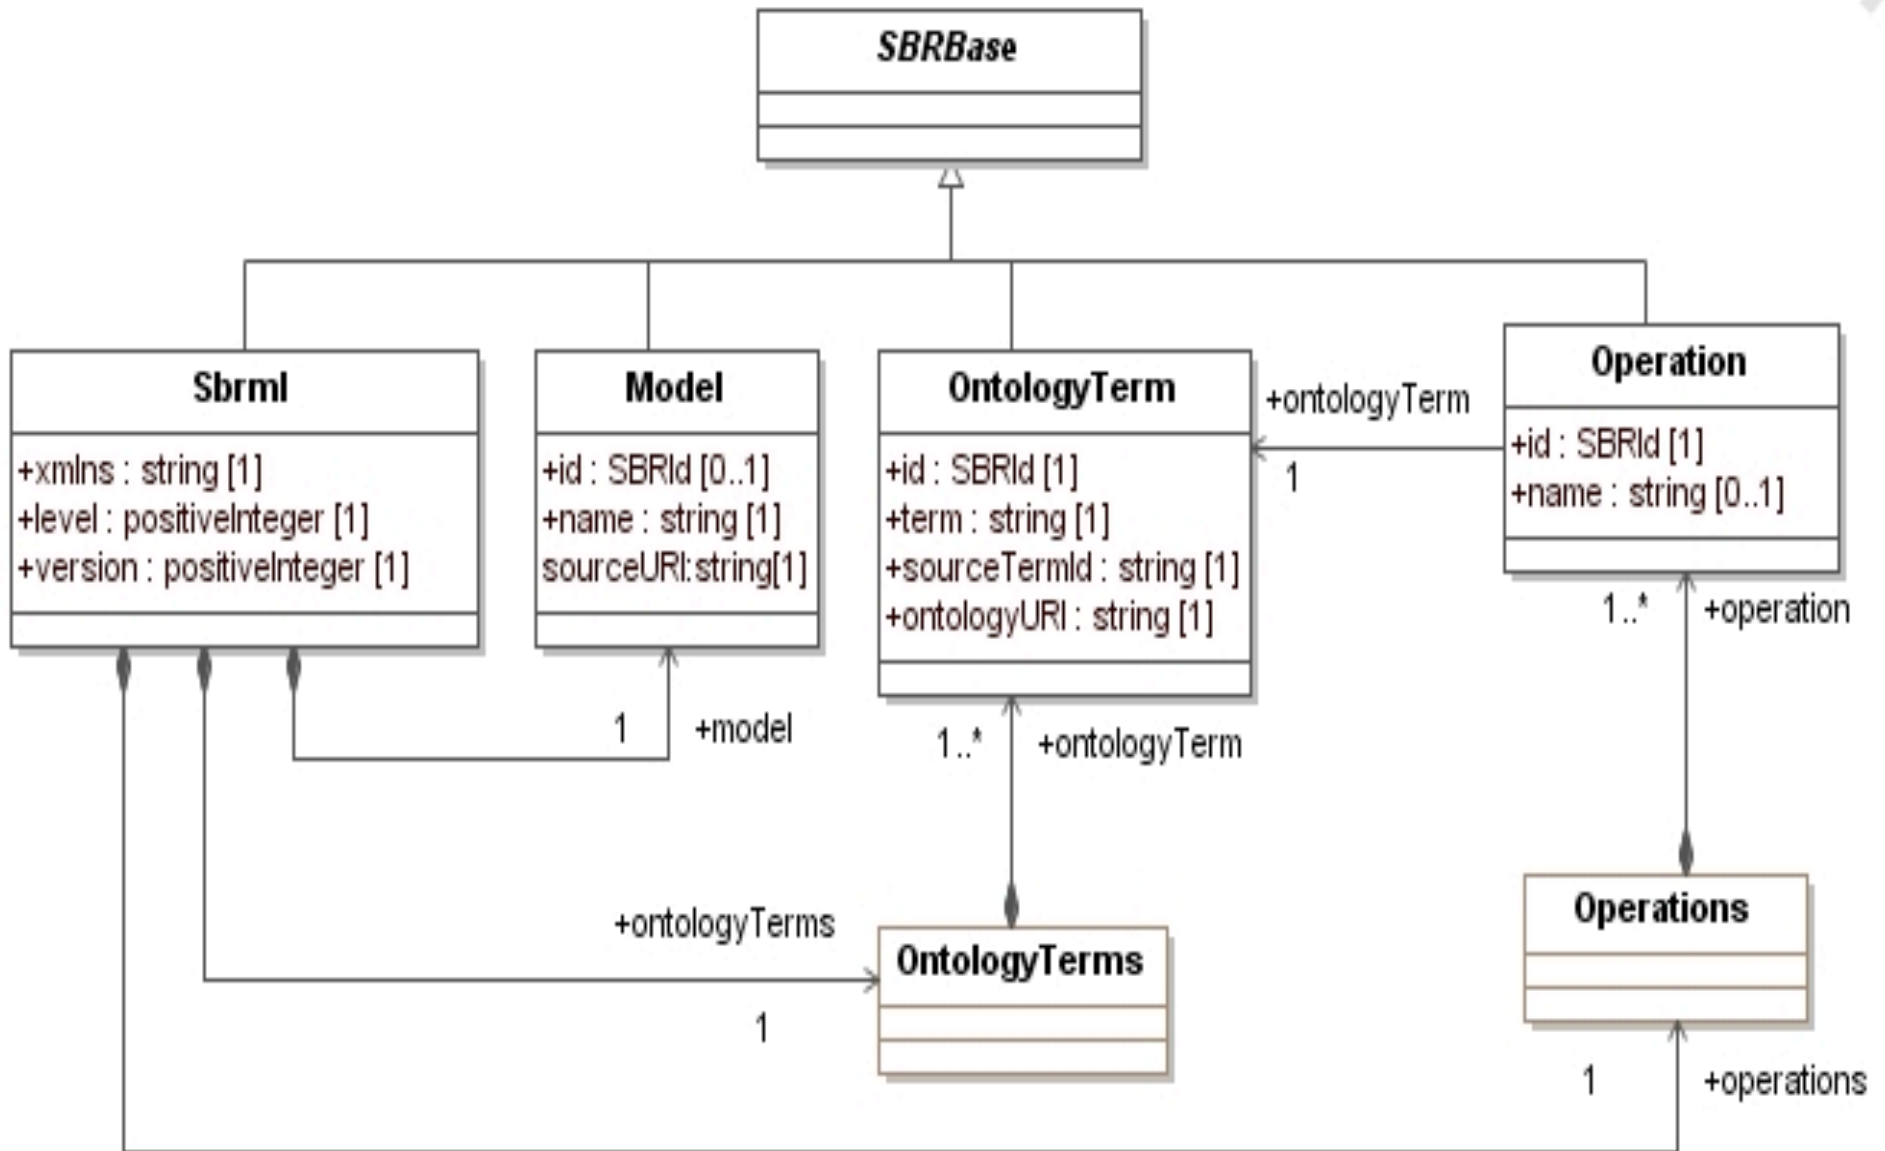 SBRBase
Sbrml
+xmlns : string [1]
+level : positiveInteger [1]
+version : positiveInteger [1]
Model
+id : SBRId [0..1]
+name : string [1]
sourceURI:string[1]
OntologyTerm
+id : SBRId [1]
+term : string [1]
+sourceTermId : string [1]
+ontologyURI : string [1]
+ontologyTerm
1
Operation
+id : SBRId [1]
+name : string [0..1]
1..* +operation
1 +model
1..* +ontologyTerm
+ontologyTerms
1
OntologyTerms
Operations
1 +operations